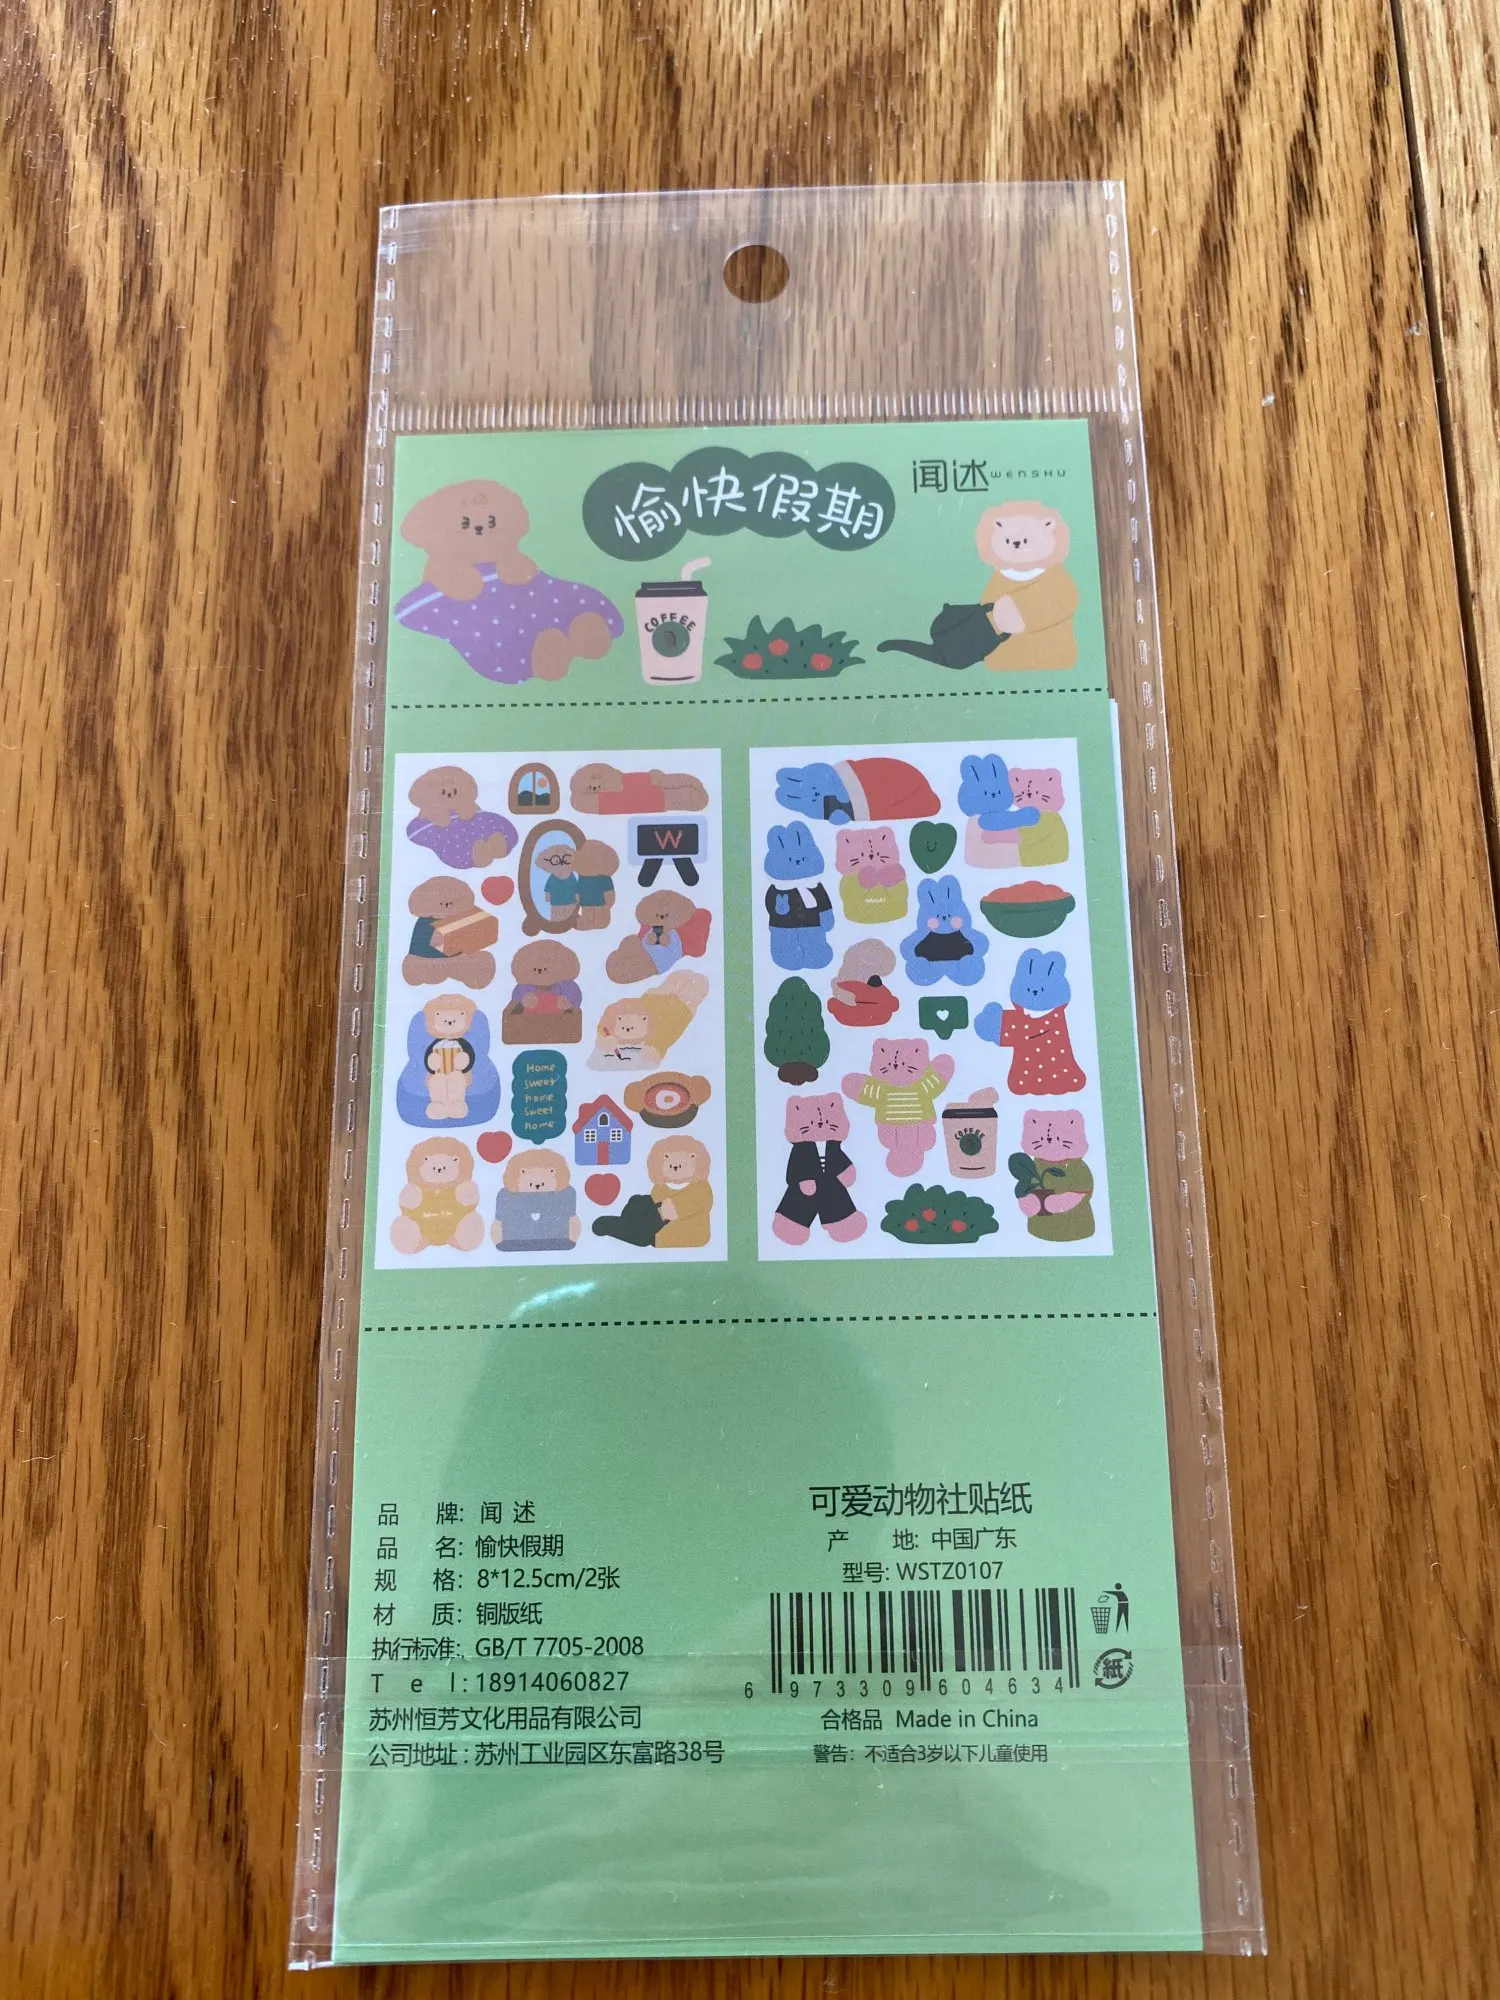 愉快假期
闻述WENSHU
COFFEE
W
Home
sweet
home
sweet
home
COFFEE
品 牌: 闻 述
品 名: 愉快假期
规 格: 8*12.5cm/2张
材 质: 铜版纸
执行标准:. GB/T 7705-2008
T e l:18914060827
苏州恒芳文化用品有限公司
公司地址:苏州工业园区东富路38号
可爱动物社贴纸
产 地: 中国广东
型号: WSTZ0107
6 973309 604634
紙
合格品 Made in China
警告: 不适合3岁以下儿童使用